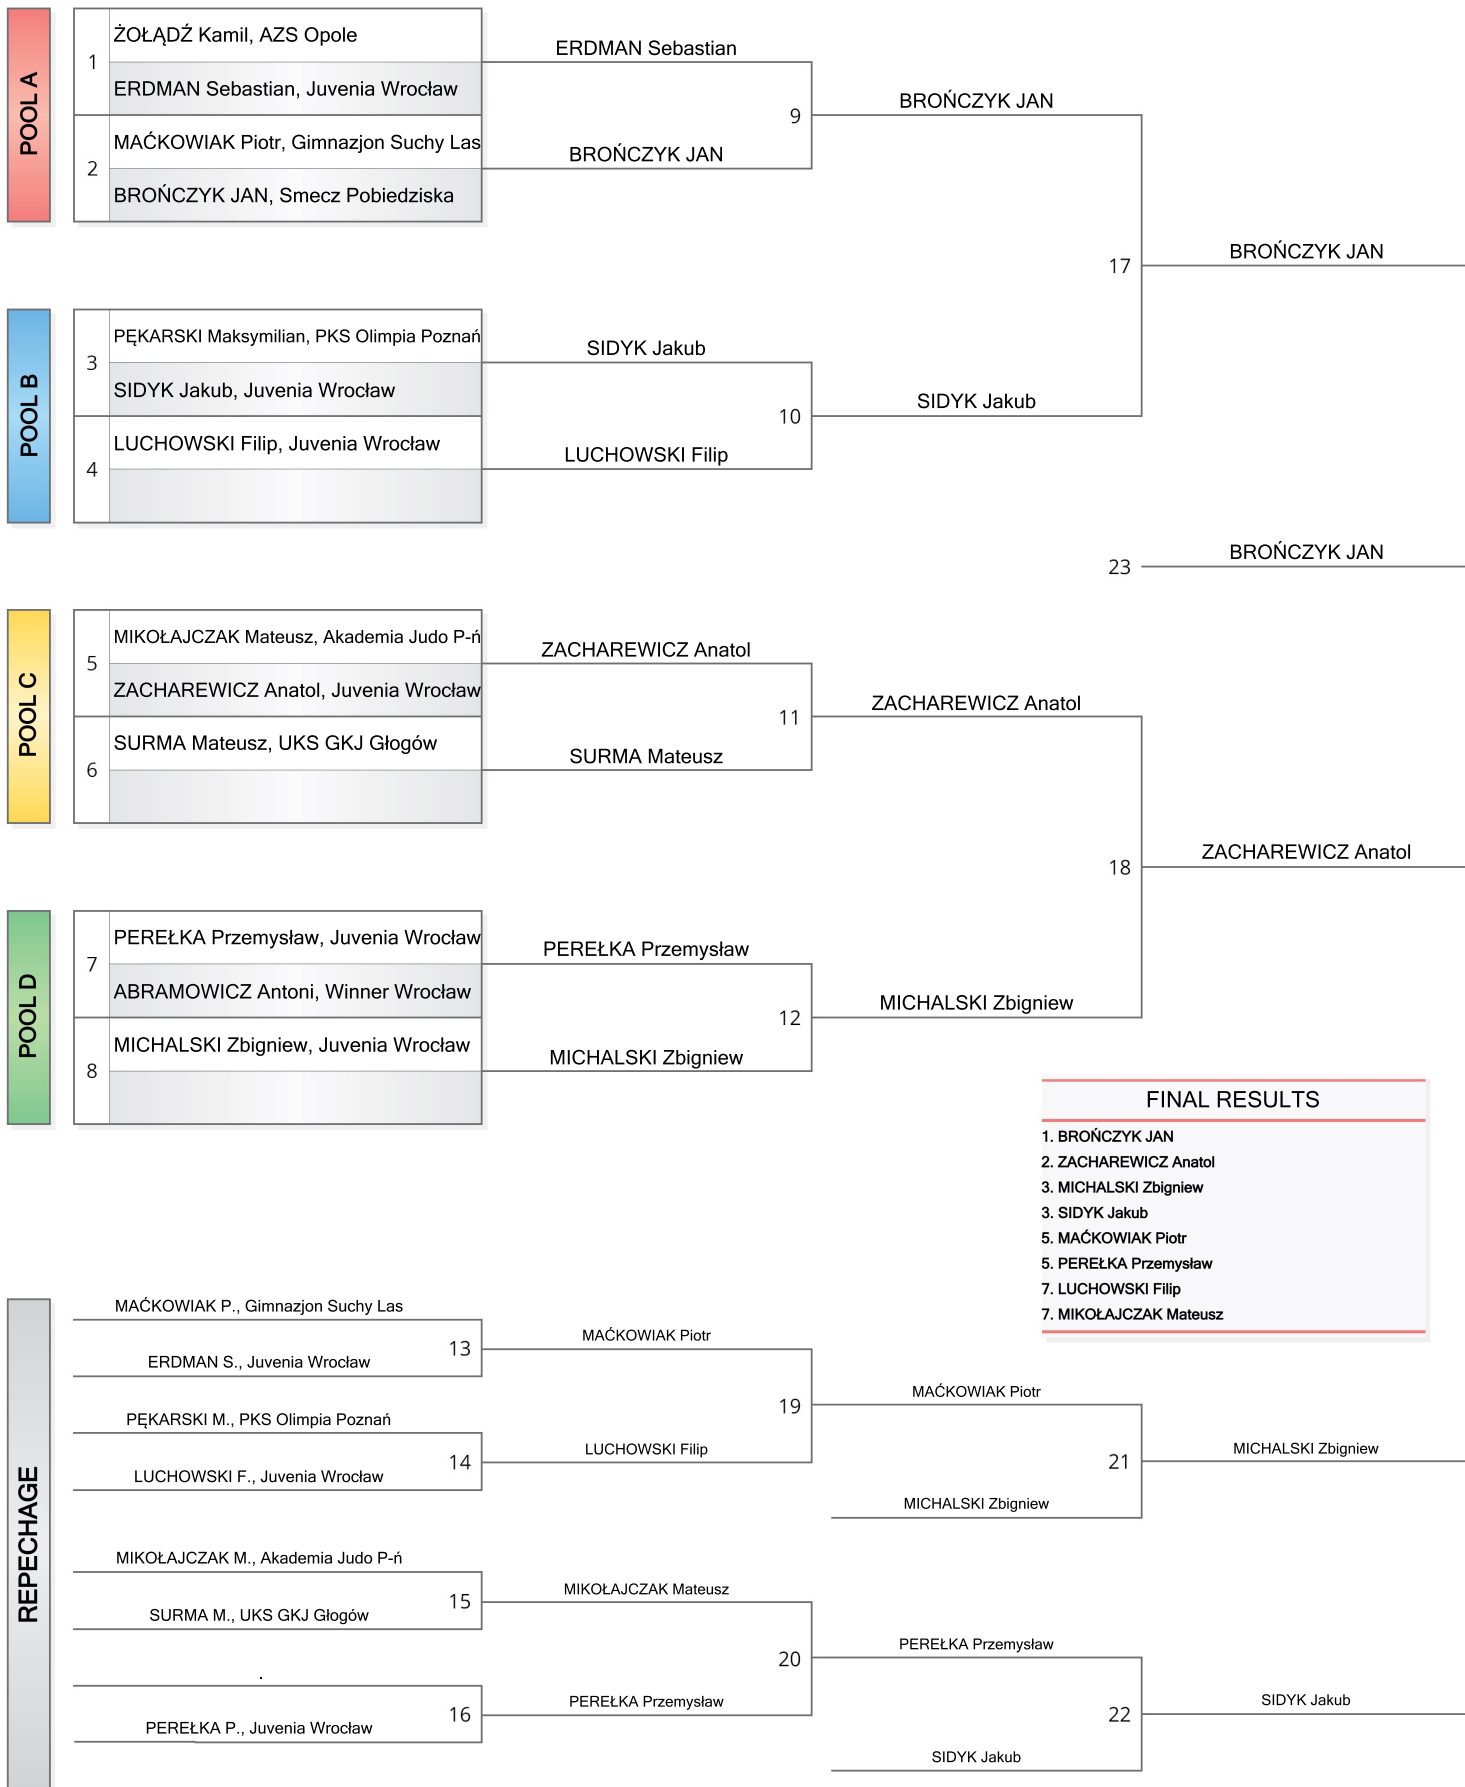 POOL A
1
ŻOŁĄDŹ Kamil, AZS Opole
ERDMAN Sebastian, Juvenia Wrocław
2
MAĆKOWIAK Piotr, Gimnazjon Suchy Las
BROŃCZYK JAN, Smecz Pobiedziska
ERDMAN Sebastian
BROŃCZYK JAN
9
BROŃCZYK JAN
17
BROŃCZYK JAN
POOL B
3
PĘKARSKI Maksymilian, PKS Olimpia Poznań
SIDYK Jakub, Juvenia Wrocław
4
LUCHOWSKI Filip, Juvenia Wrocław
SIDYK Jakub
LUCHOWSKI Filip
10
SIDYK Jakub
23
BROŃCZYK JAN
POOL C
5
MIKOŁAJCZAK Mateusz, Akademia Judo P-ń
ZACHAREWICZ Anatol, Juvenia Wrocław
6
SURMA Mateusz, UKS GKJ Głogów
ZACHAREWICZ Anatol
SURMA Mateusz
11
ZACHAREWICZ Anatol
18
ZACHAREWICZ Anatol
POOL D
7
PEREŁKA Przemysław, Juvenia Wrocław
ABRAMOWICZ Antoni, Winner Wrocław
8
MICHALSKI Zbigniew, Juvenia Wrocław
PEREŁKA Przemysław
MICHALSKI Zbigniew
12
MICHALSKI Zbigniew
FINAL RESULTS
1. BROŃCZYK JAN
2. ZACHAREWICZ Anatol
3. MICHALSKI Zbigniew
3. SIDYK Jakub
5. MAĆKOWIAK Piotr
5. PEREŁKA Przemysław
7. LUCHOWSKI Filip
7. MIKOŁAJCZAK Mateusz
REPECHAGE
MAĆKOWIAK P., Gimnazjon Suchy Las
13
ERDMAN S., Juvenia Wrocław
PĘKARSKI M., PKS Olimpia Poznań
14
LUCHOWSKI F., Juvenia Wrocław
MAĆKOWIAK Piotr
19
LUCHOWSKI Filip
MAĆKOWIAK Piotr
21
MICHALSKI Zbigniew
MICHALSKI Zbigniew
MIKOŁAJCZAK M., Akademia Judo P-ń
15
SURMA M., UKS GKJ Głogów
.
16
PEREŁKA P., Juvenia Wrocław
MIKOŁAJCZAK Mateusz
20
PEREŁKA Przemysław
PEREŁKA Przemysław
22
SIDYK Jakub
SIDYK Jakub